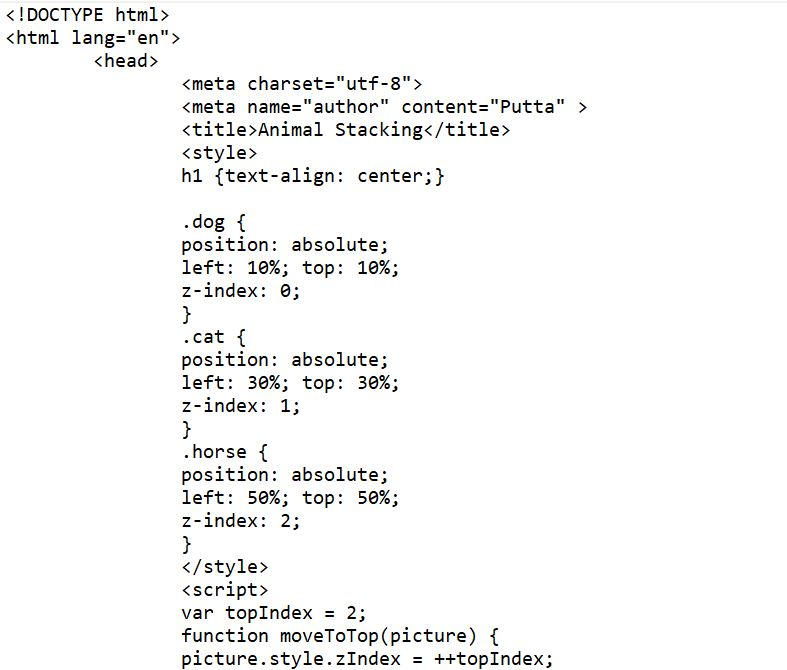 <!DOCTYPE html>
<html lang="en">
<head>
<meta charset="utf-8">
<meta name="author" content="Putta" >
<title>Animal Stacking</title>
<style>
h1 {text-align: center;}
.dog {
position: absolute;
left: 10%; top: 10%;
z-index: 0;
}
.cat {
position: absolute;
left: 30%; top: 30%;
z-index: 1;
}
.horse {
position: absolute;
left: 50%; top: 50%;
z-index: 2;
}
</style>
<script>
var topIndex = 2;
function moveToTop(picture) {
picture.style.zIndex = ++topIndex;